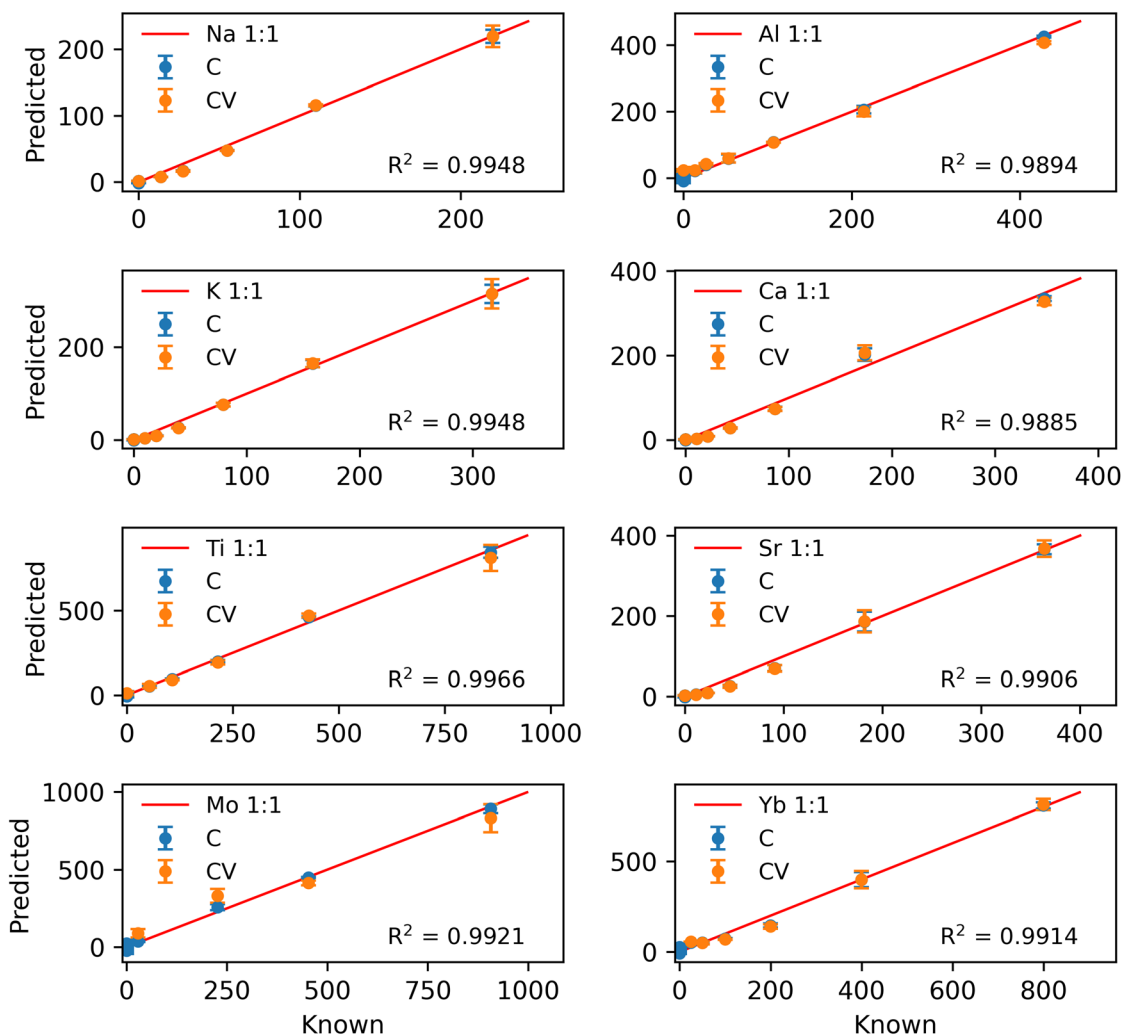 Na 1:1
C
CV
R² = 0.9948
Predicted
200
100
0
0 100 200
Al 1:1
C
CV
R² = 0.9894
400
200
0
0 200 400
K 1:1
C
CV
R² = 0.9948
Predicted
200
0
0 100 200 300
Ca 1:1
C
CV
R² = 0.9885
400
200
0
0 100 200 300 400
Ti 1:1
C
CV
R² = 0.9966
Predicted
500
0
0 250 500 750 1000
Sr 1:1
C
CV
R² = 0.9906
400
200
0
0 100 200 300 400
Mo 1:1
C
CV
R² = 0.9921
Predicted
1000
500
0
0 250 500 750 1000
Known
Yb 1:1
C
CV
R² = 0.9914
500
0
0 200 400 600 800
Known